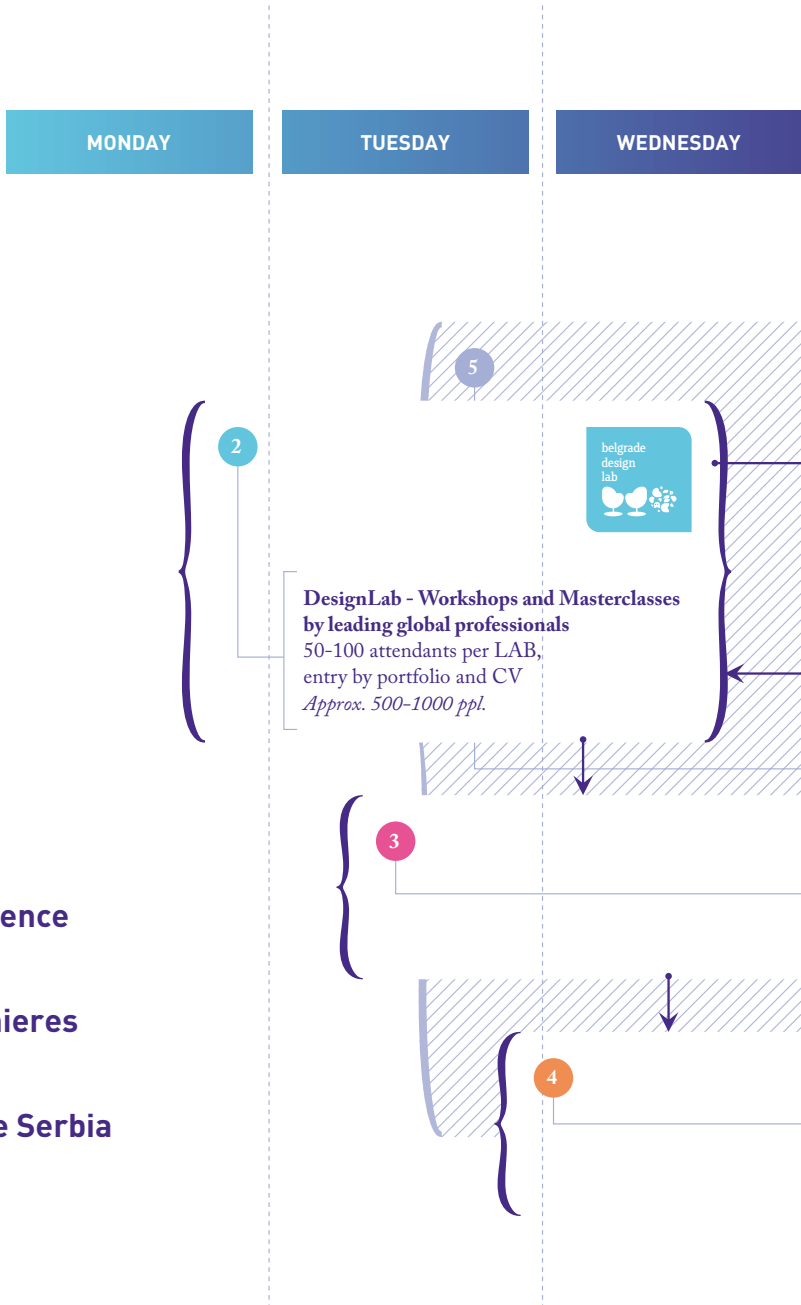 MONDAY
TUESDAY
WEDNESDAY
5
2
belgrade
design
lab
DesignLab - Workshops and Masterclasses
by leading global professionals
50-100 attendants per LAB,
entry by portfolio and CV
Approx. 500-1000 ppl.
3
ence
ieres
4
e Serbia